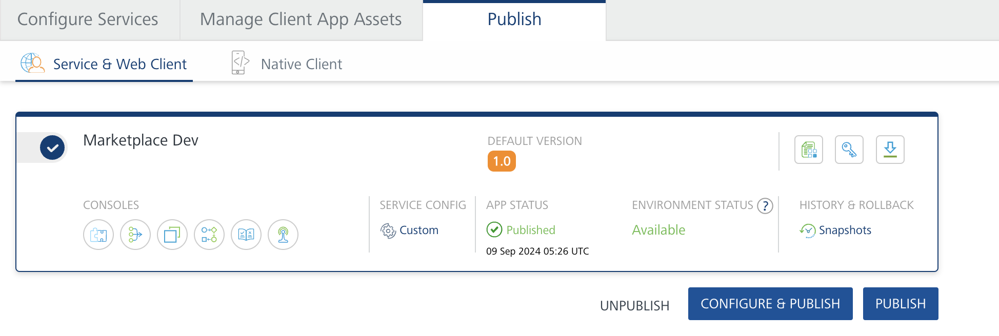 Configure Services
Manage Client App Assets
Publish
Service & Web Client
Native Client
Marketplace Dev
DEFAULT VERSION
1.0
CONSOLES
SERVICE CONFIG
Custom
APP STATUS
Published
09 Sep 2024 05:26 UTC
ENVIRONMENT STATUS ?
Available
HISTORY & ROLLBACK
Snapshots
UNPUBLISH
CONFIGURE & PUBLISH
PUBLISH